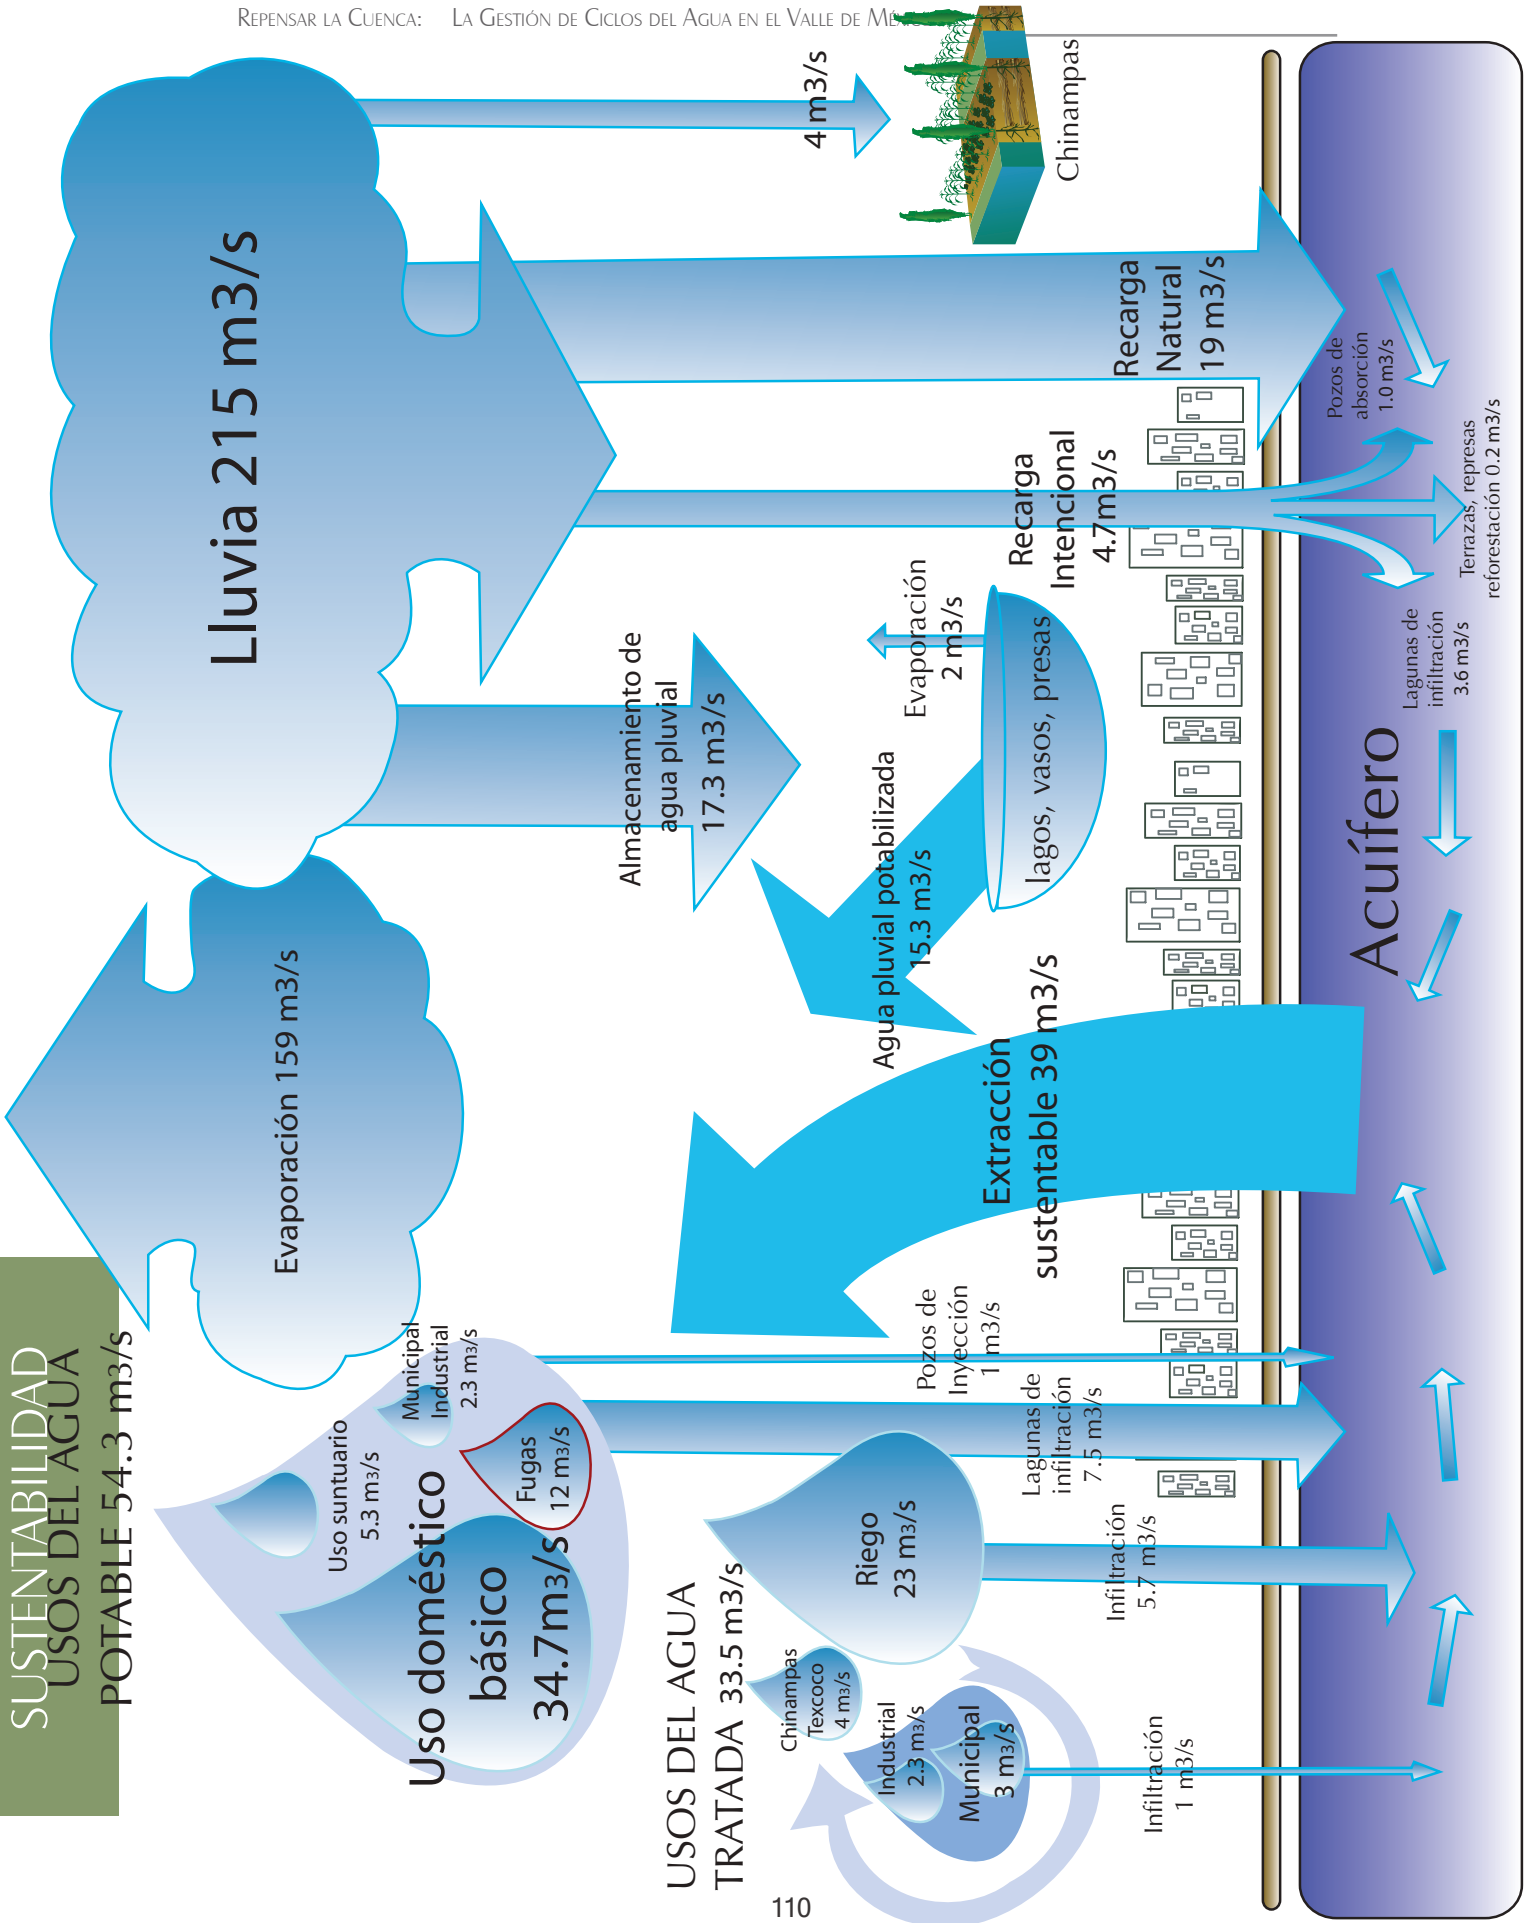 REPENSAR LA CUENCA: LA GESTIÓN DE CICLOS DEL AGUA EN EL VALLE DE
SUSTENTABILIDAD
USOS DEL AGUA
POTABLE 54.3 m3/s
Evaporación 159 m3/s
Lluvia 215 m3/s
4 m3/s
Chinampas
Uso suntuario
5.3 m3/s
Municipal
Industrial
2.3 m3/s
Fugas
12 m3/s
Uso doméstico
básico
34.7m3/s
Almacenamiento de
agua pluvial
17.3 m3/s
Agua pluvial potabilizada
15.3 m3/s
Evaporación
2 m3/s
lagos, vasos, presas
Recarga
Intencional
4.7m3/s
Recarga
Natural
19 m3/s
Extracción
sustentable 39 m3/s
USOS DEL AGUA
TRATADA 33.5 m3/s
Chinampas
Texcoco
4 m3/s
Industrial
2.3 m3/s
Municipal
3 m3/s
Riego
23 m3/s
Pozos de
Inyección
1 m3/s
Lagunas de
infiltración
7.5 m3/s
Infiltración
5.7 m3/s
Infiltración
1 m3/s
Acuífero
Lagunas de
infiltración
3.6 m3/s
Terrazas, represas
reforestación 0.2 m3/s
Pozos de
absorción
1.0 m3/s
110